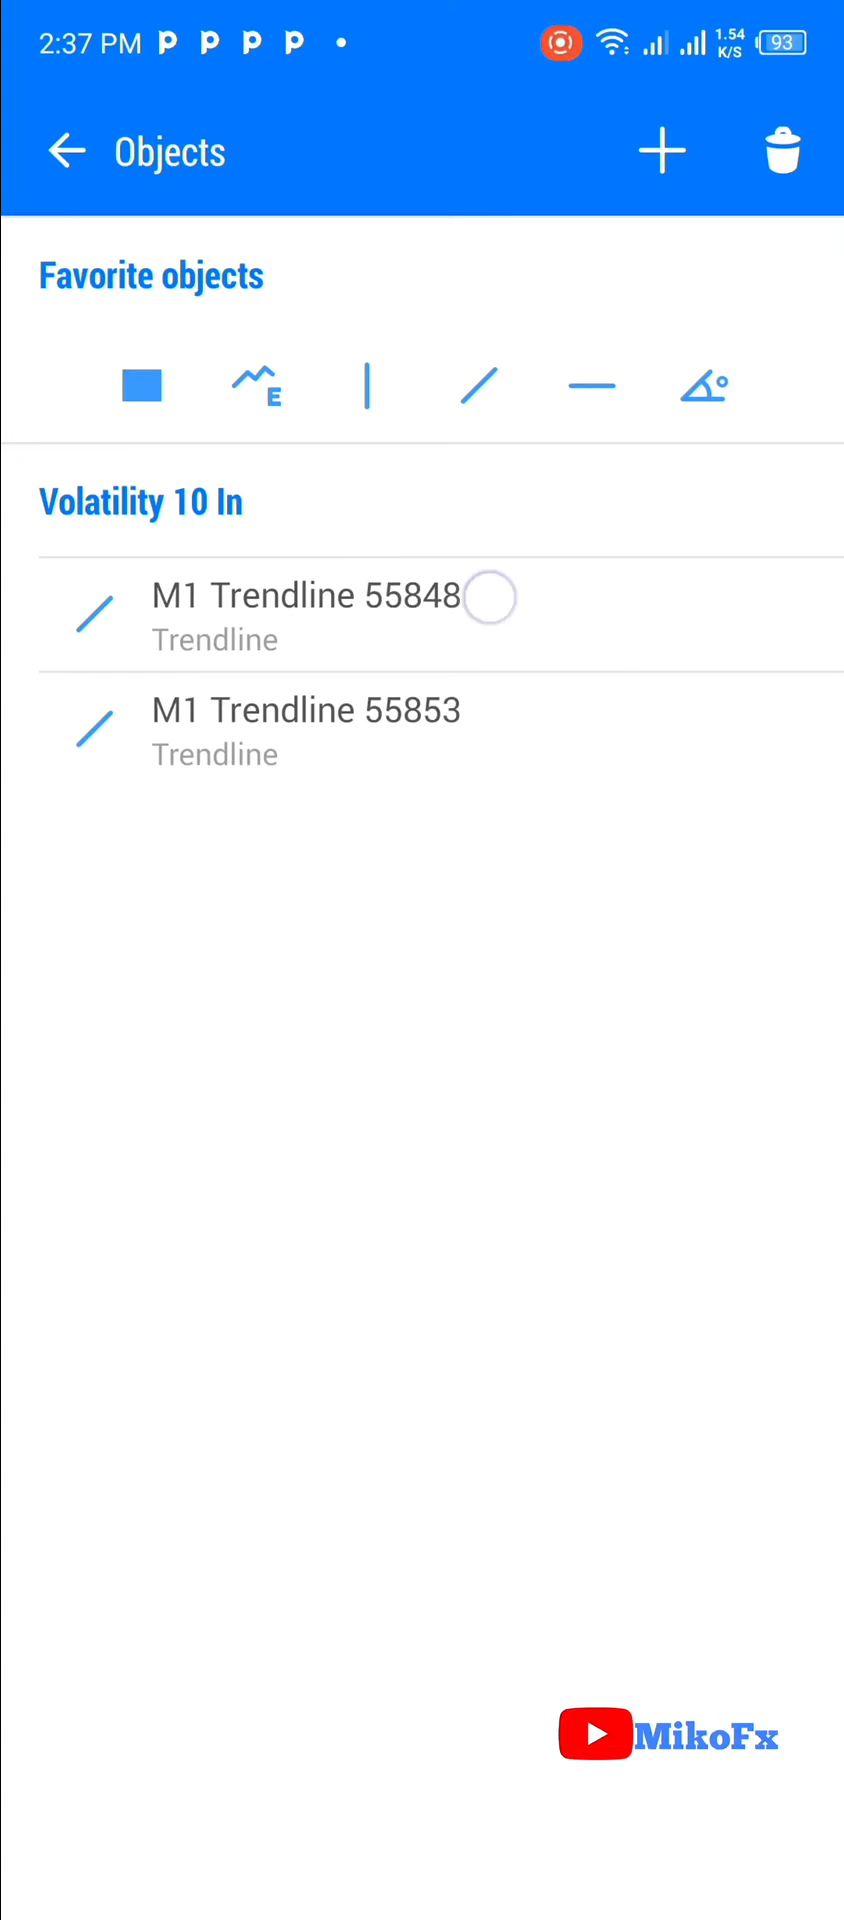 2:37 PM
1.54
K/S
93
Objects
Favorite objects
E
Volatility 10 In
M1 Trendline 55848
Trendline
M1 Trendline 55853
Trendline
MikoFx